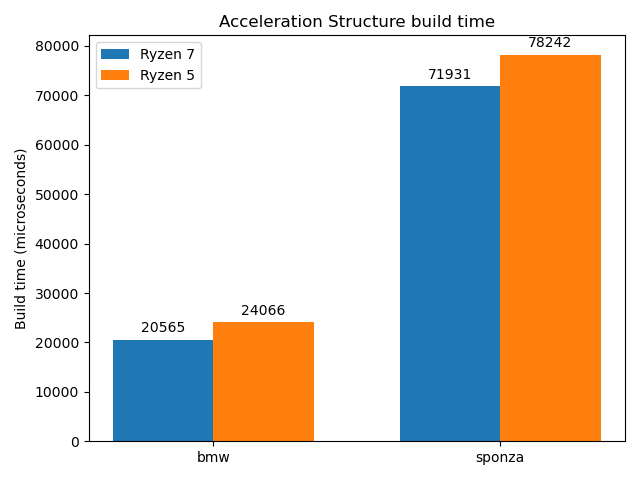 Acceleration Structure build time
Ryzen 7
Ryzen 5
Build time (microseconds)
80000
70000
60000
50000
40000
30000
20000
10000
0
20565
24066
71931
78242
bmw
sponza